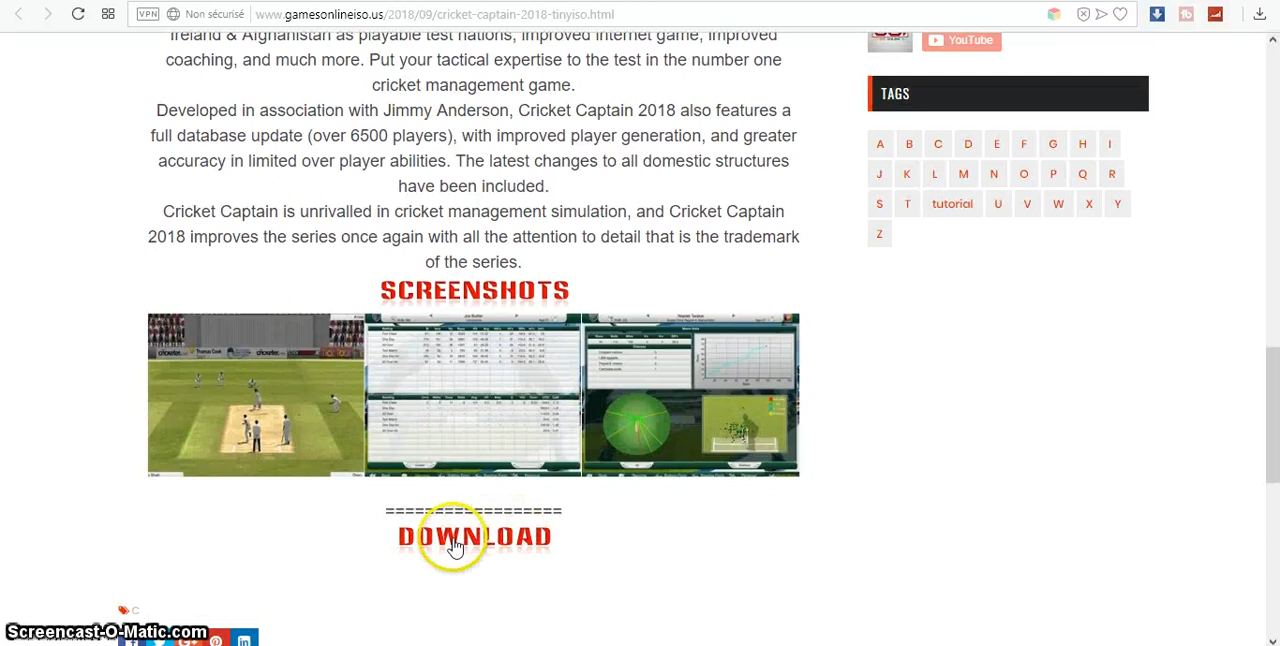 VPN Non sécurisé www.gamesonlineiso.us/2018/09/cricket-captain-2018-tinyiso.html
Ireland & Afghanistan as playable test nations, improved internet game, improved
coaching, and much more. Put your tactical expertise to the test in the number one
cricket management game.
Developed in association with Jimmy Anderson, Cricket Captain 2018 also features a
full database update (over 6500 players), with improved player generation, and greater
accuracy in limited over player abilities. The latest changes to all domestic structures
have been included.
Cricket Captain is unrivalled in cricket management simulation, and Cricket Captain
2018 improves the series once again with all the attention to detail that is the trademark
of the series.
SCREENSHOTS
==================
DOWNLOAD
C
YouTube
TAGS
A B C D E F G H I
J K L M N O P Q R
S T tutorial U V W X Y
Z
Screencast-O-Matic.com